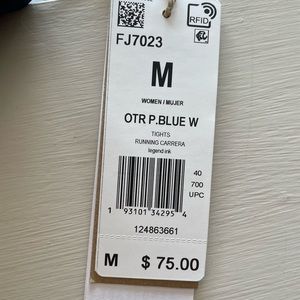 RFID
FJ7023
M
WOMEN / MUJER
OTR P.BLUE W
TIGHTS
RUNNING CARRERA
legend ink
40
700
UPC
1 93101 34295 4
124863661
M $ 75.00